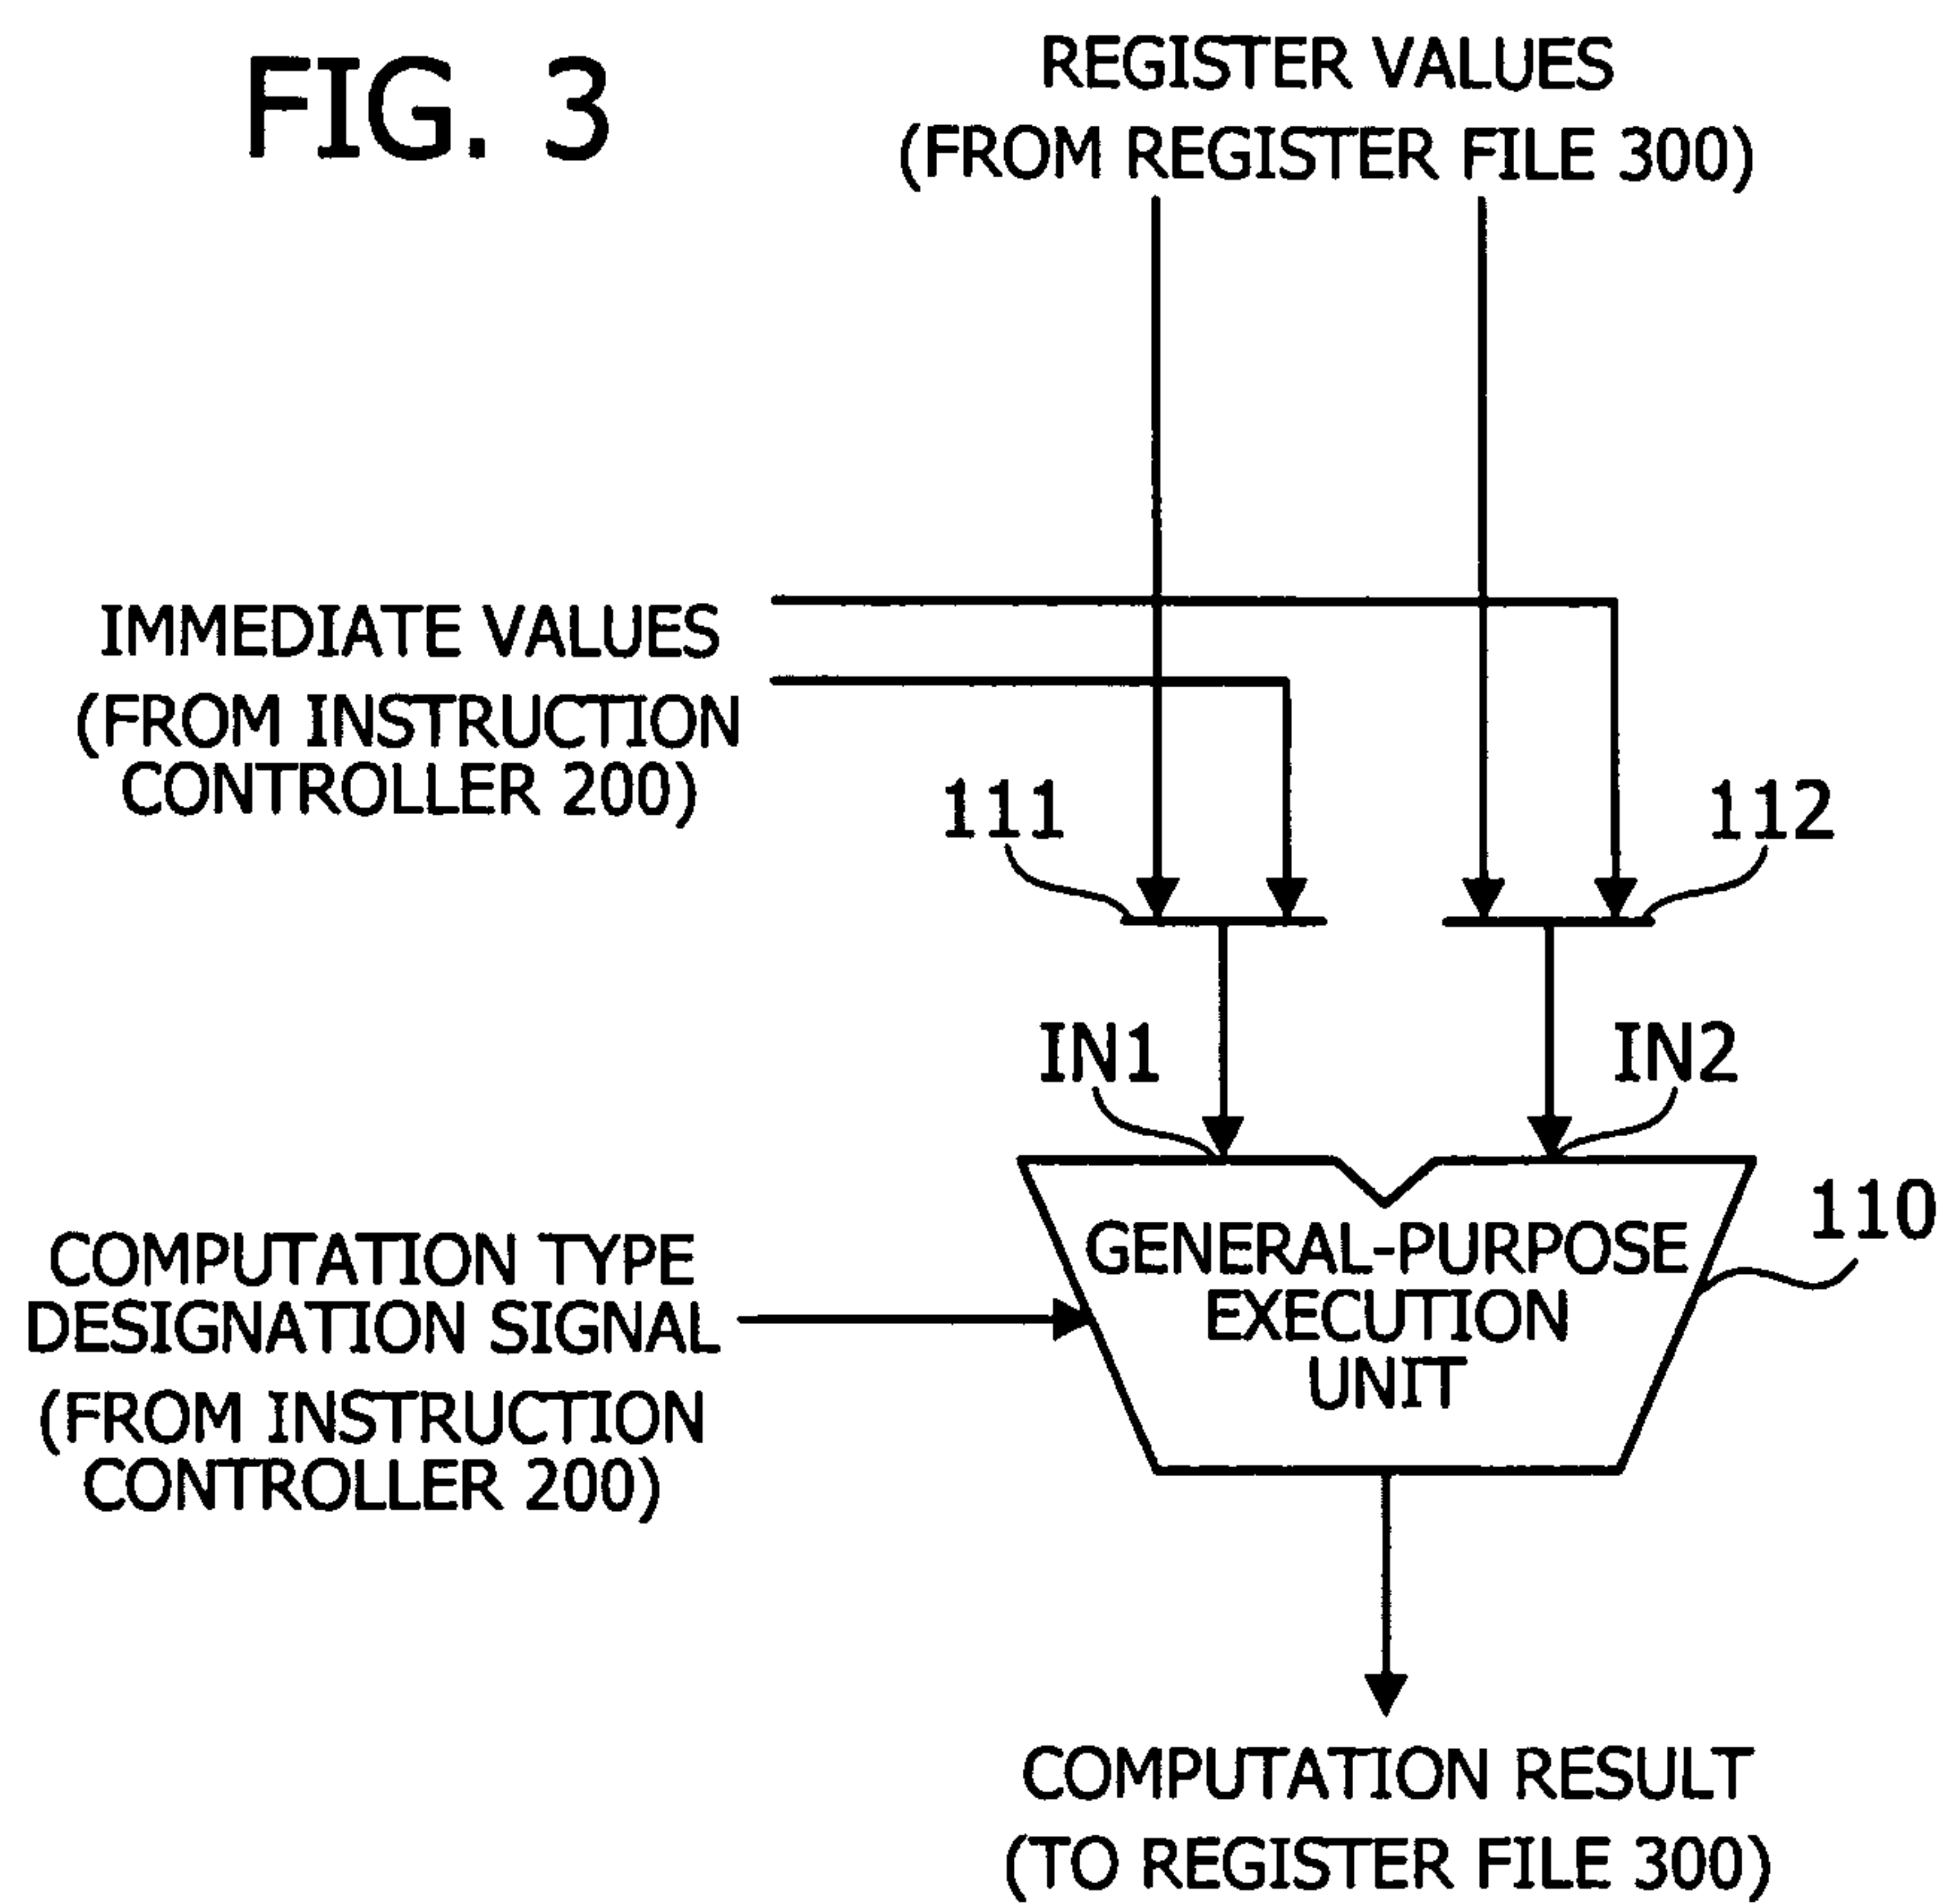 FIG. 3
REGISTER VALUES
(FROM REGISTER FILE 300)
IMMEDIATE VALUES
(FROM INSTRUCTION
CONTROLLER 200)
111
112
IN1
IN2
GENERAL-PURPOSE
EXECUTION
UNIT
110
COMPUTATION TYPE
DESIGNATION SIGNAL
(FROM INSTRUCTION
CONTROLLER 200)
COMPUTATION RESULT
(TO REGISTER FILE 300)